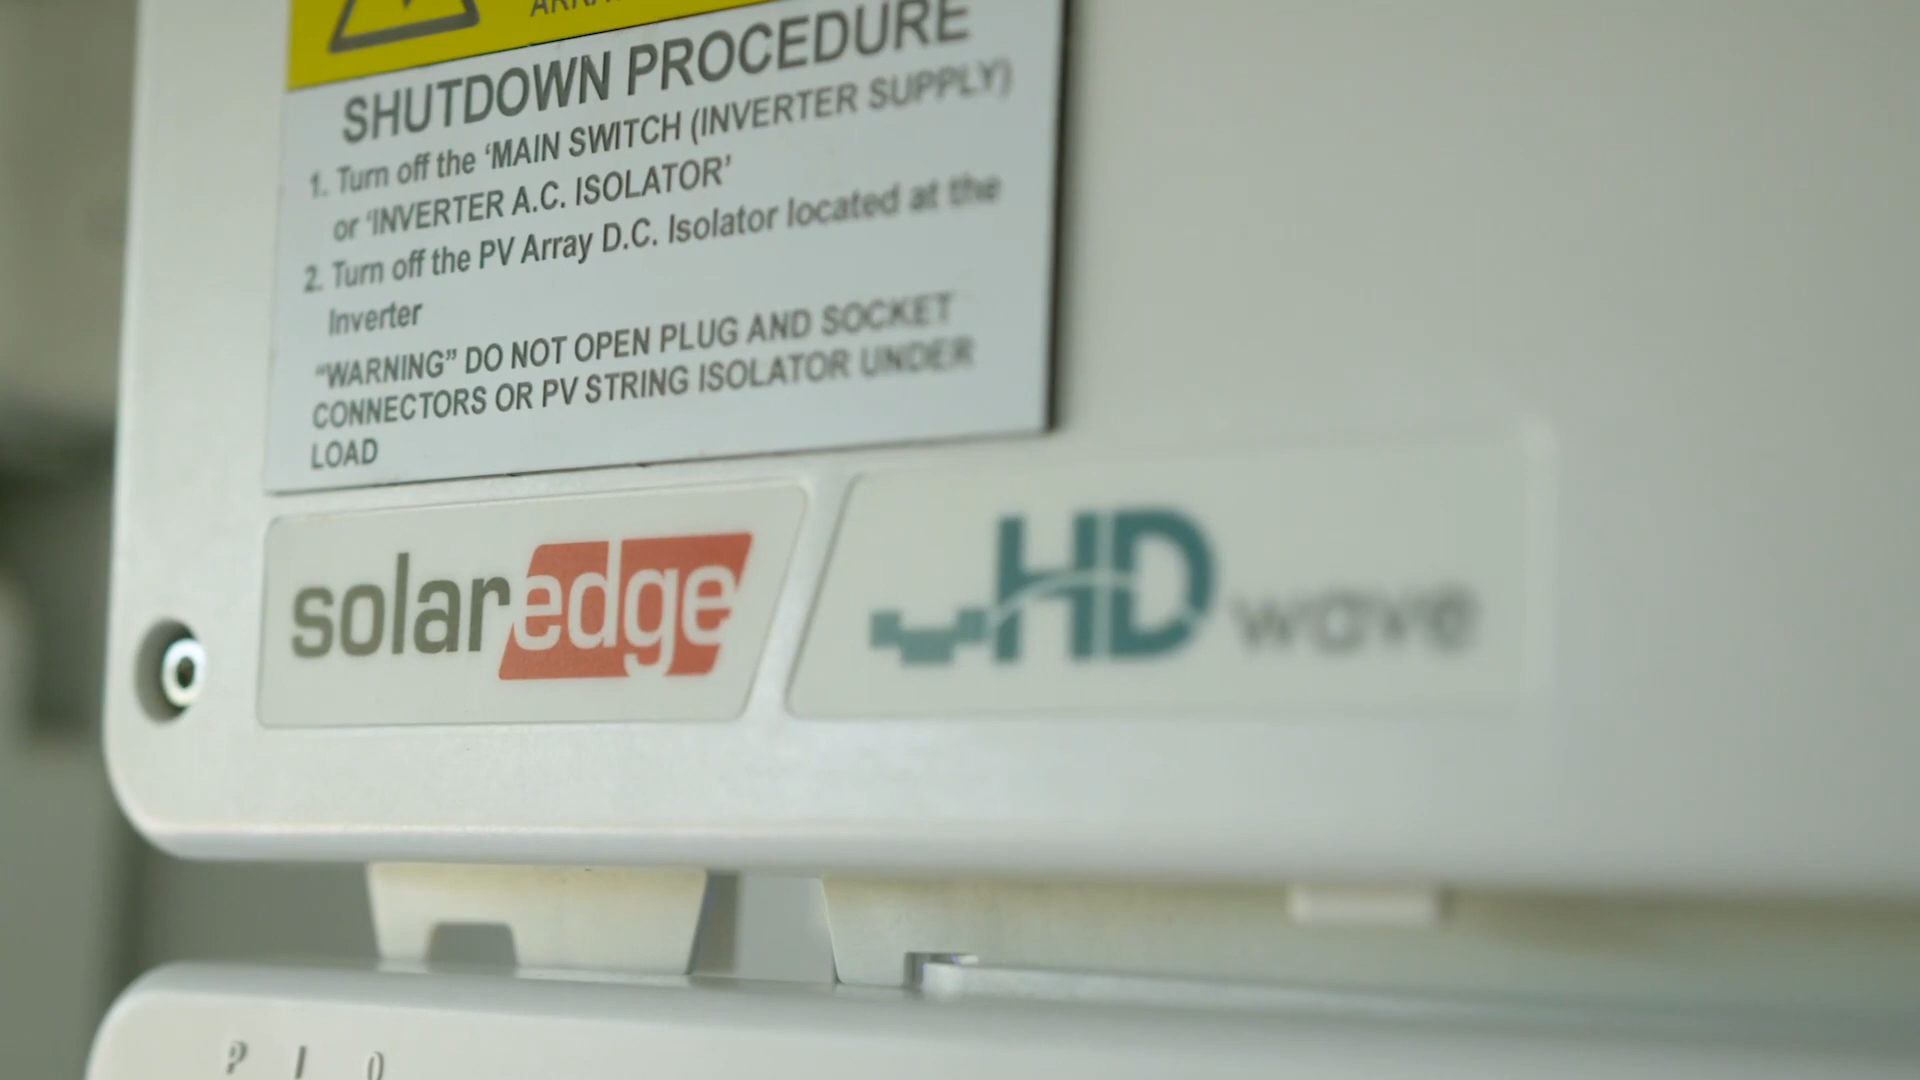 SHUTDOWN PROCEDURE
1. Turn off the ‘MAIN SWITCH (INVERTER SUPPLY)
or ‘INVERTER A.C. ISOLATOR’
2. Turn off the PV Array D.C. Isolator located at the
Inverter
“WARNING” DO NOT OPEN PLUG AND SOCKET
CONNECTORS OR PV STRING ISOLATOR UNDER
LOAD
solaredge HD wave
P I 0